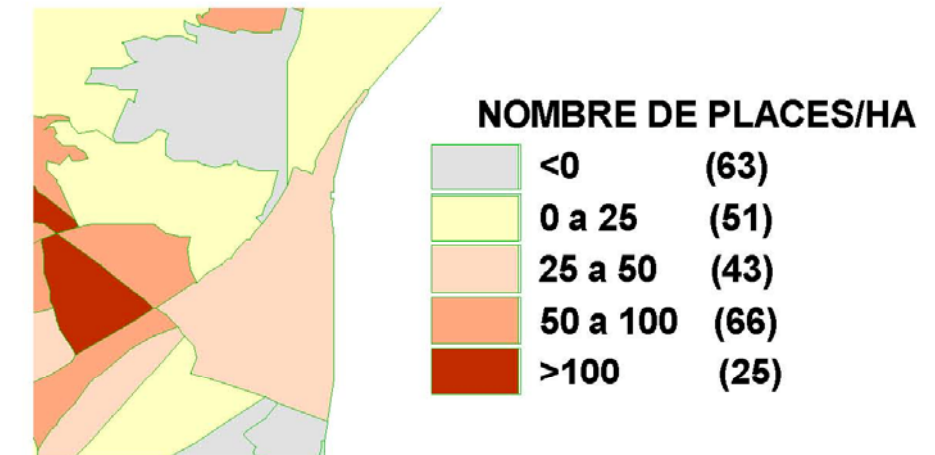 NOMBRE DE PLACES/HA
<0 (63)
0 a 25 (51)
25 a 50 (43)
50 a 100 (66)
>100 (25)